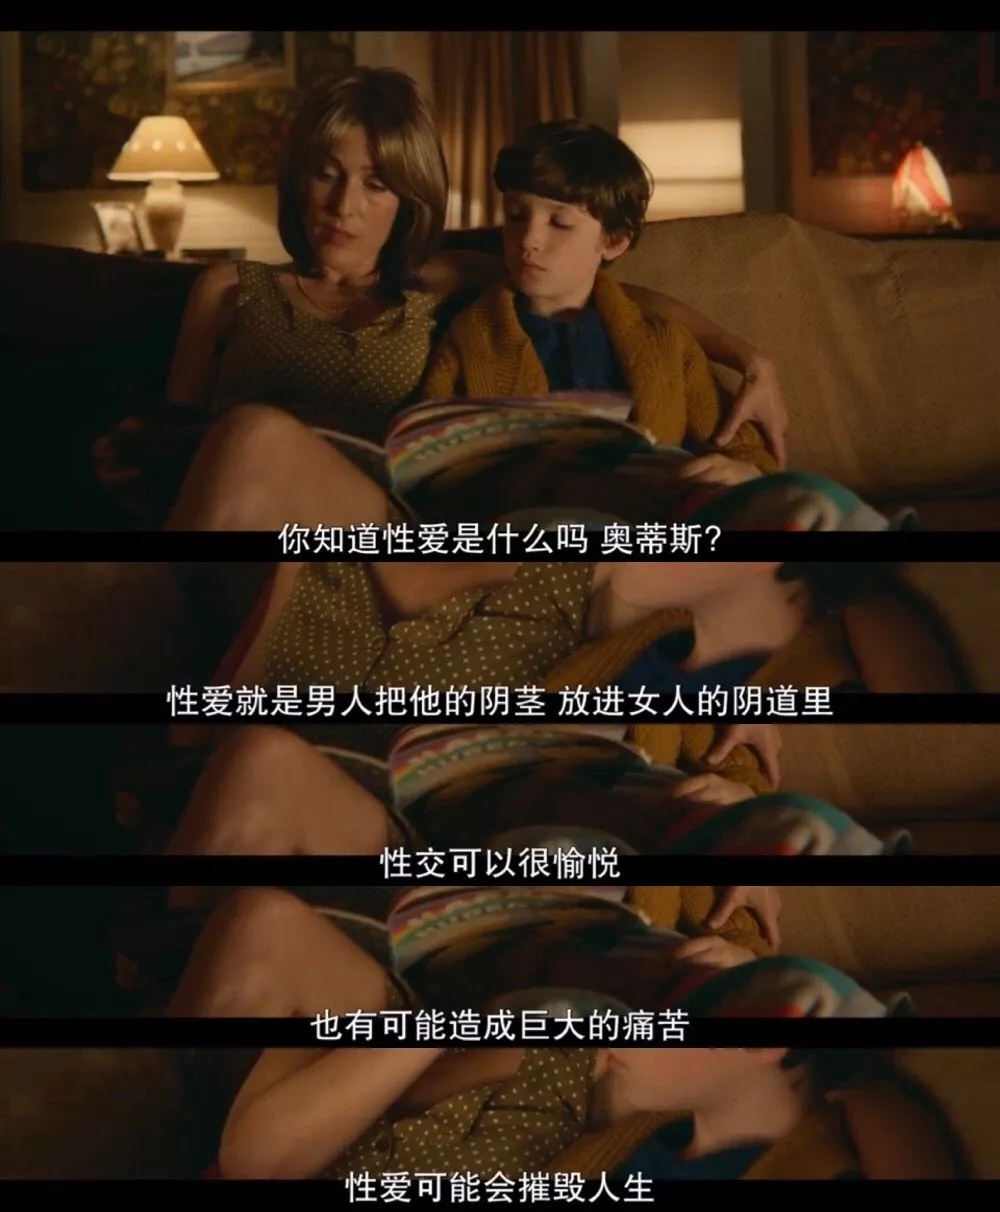 你知道性爱是什么吗 奥蒂斯?
性爱就是男人把他的阴茎 放进女人的阴道里
性交可以很愉悦
也有可能造成巨大的痛苦
性爱可能会摧毁人生